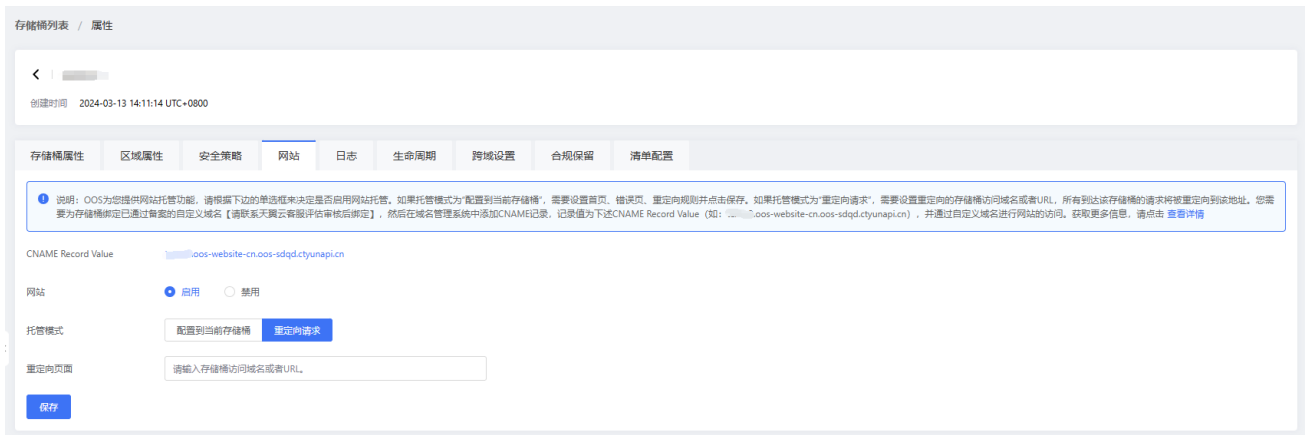 存储桶列表 / 属性
创建时间 2024-03-13 14:11:14 UTC+0800
存储桶属性 区域属性 安全策略 网站 日志 生命周期 跨域设置 合规保留 清单配置
说明：OOS为您提供网站托管功能，请根据下边的单选框来决定是否启用网站托管。如果托管模式为“配置到当前存储桶”，需要设置首页、错误页、重定向规则并点击保存。如果托管模式为“重定向请求”，需要设置重定向的存储桶访问域名或者URL，所有到达该存储桶的请求将被重定向到该地址。您需
要为存储桶绑定已通过备案的自定义域名【请联系天翼云客服评估审核后绑定】，然后在域名管理系统中添加CNAME记录，记录值为下述CNAME Record Value（如：.oos-website-cn.oos-sdqd.ctyunapi.cn），并通过自定义域名进行网站的访问。获取更多信息，请点击 查看详情
CNAME Record Value .oos-website-cn.oos-sdqd.ctyunapi.cn
网站 启用 禁用
托管模式 配置到当前存储桶 重定向请求
重定向页面 请输入存储桶访问域名或者URL。
保存